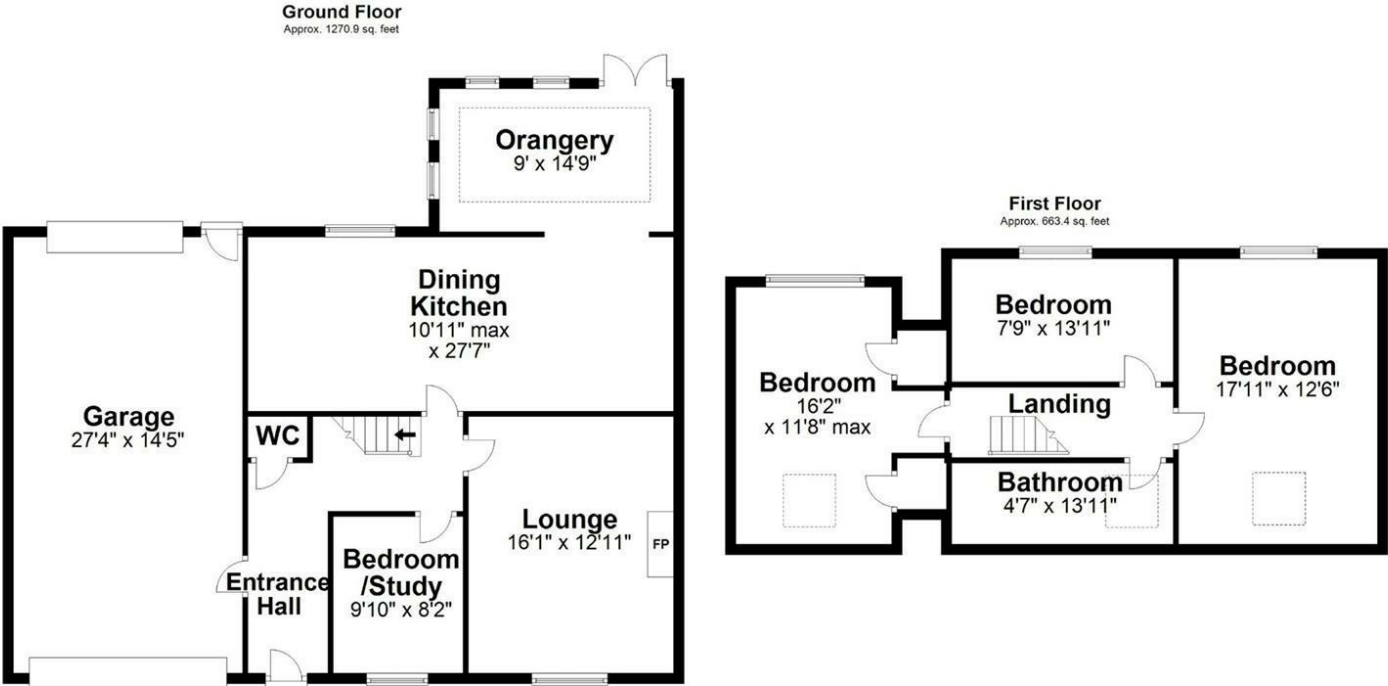 Ground Floor
Approx. 1270.9 sq. feet
Orangery
9' x 14'9"
Dining
Kitchen
10'11" max
x 27'7"
Garage
27'4" x 14'5"
WC
Lounge
16'1" x 12'11"
FP
Bedroom
/Study
9'10" x 8'2"
Entrance
Hall
First Floor
Approx. 663.4 sq. feet
Bedroom
7'9" x 13'11"
Bedroom
17'11" x 12'6"
Bedroom
16'2"
x 11'8" max
Landing
Bathroom
4'7" x 13'11"